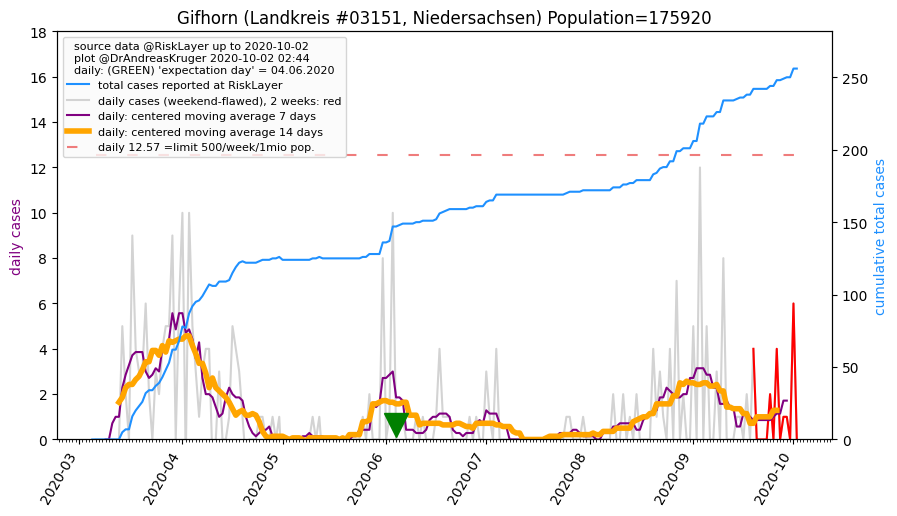 Gifhorn (Landkreis #03151, Niedersachsen) Population=175920
source data @RiskLayer up to 2020-10-02
plot @DrAndreasKruger 2020-10-02 02:44
daily: (GREEN) 'expectation day' = 04.06.2020
total cases reported at RiskLayer
daily cases (weekend-flawed), 2 weeks: red
daily: centered moving average 7 days
daily: centered moving average 14 days
daily 12.57 =limit 500/week/1mio pop.
daily cases
18
16
14
12
10
8
6
4
2
0
250
200
150
100
50
0
cumulative total cases
2020-03
2020-04
2020-05
2020-06
2020-07
2020-08
2020-09
2020-10